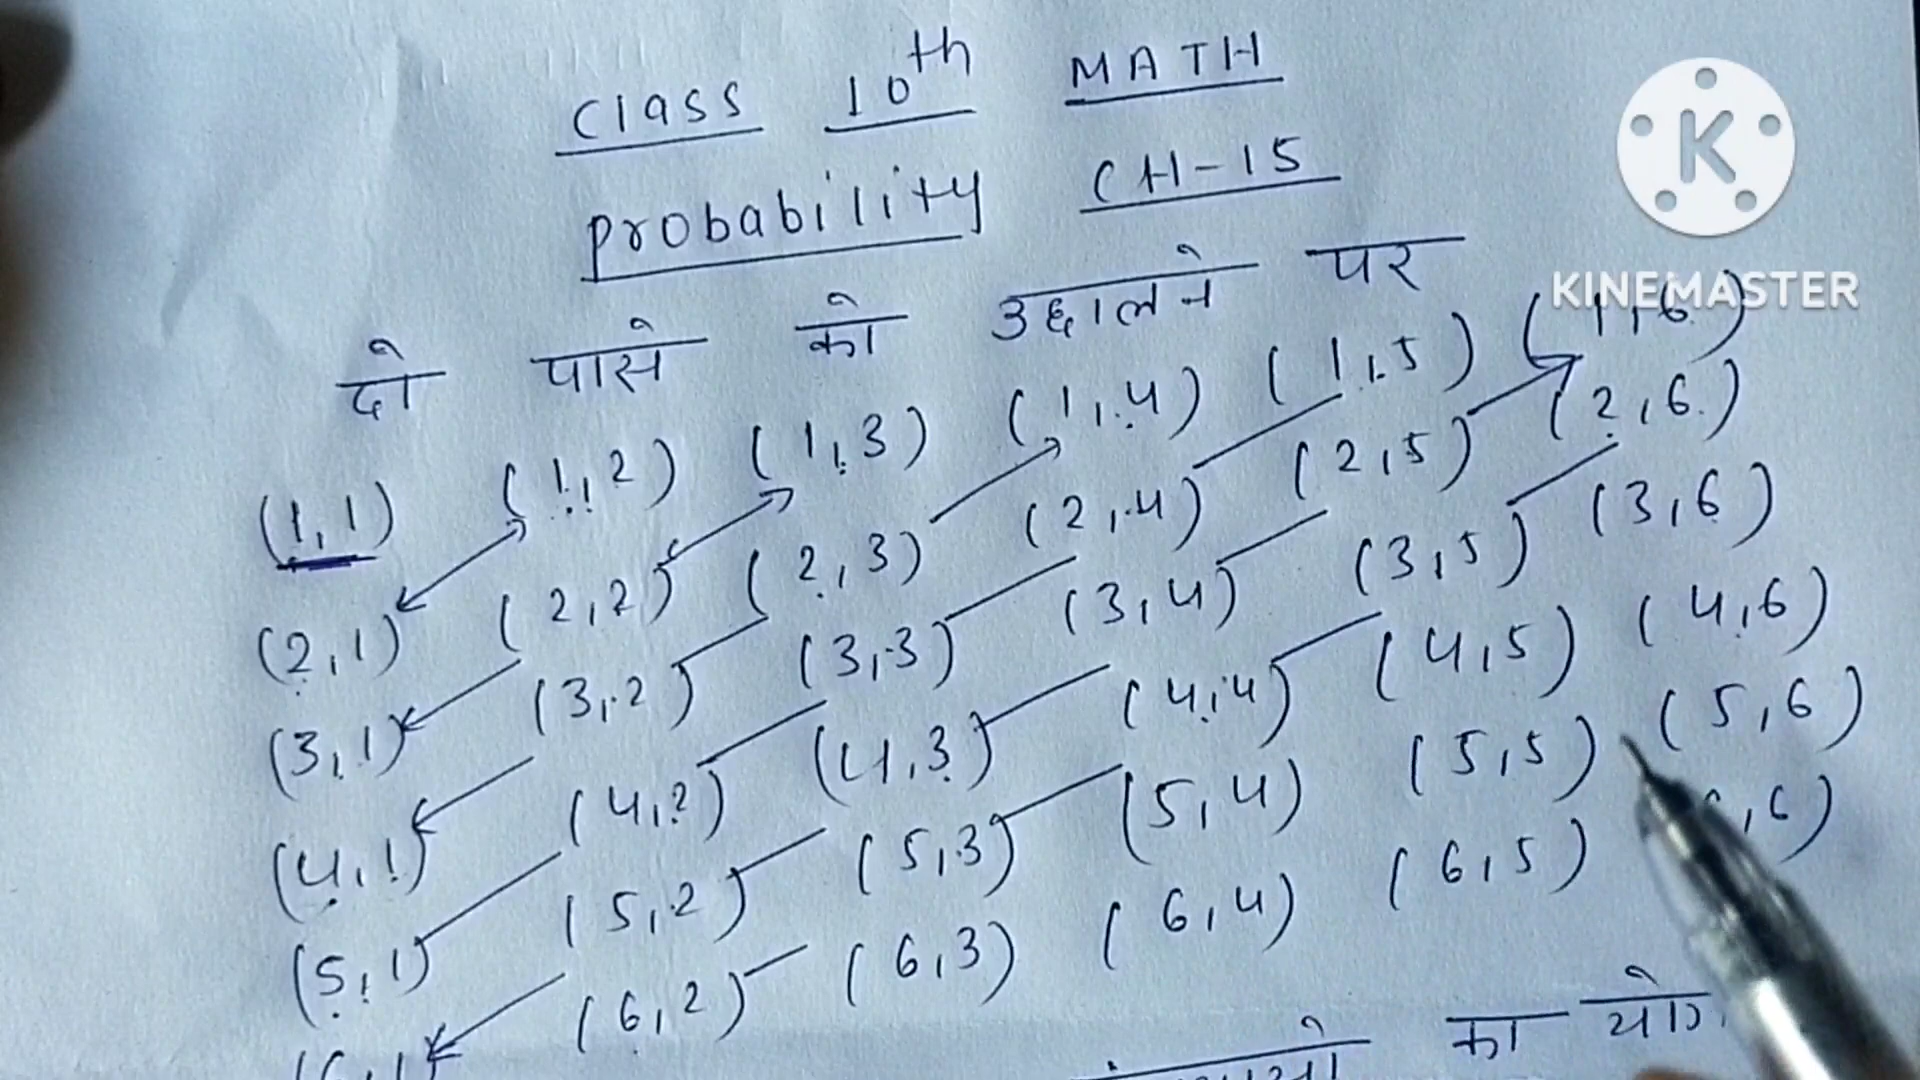 Class 10th MATH
Probability CH-15
KINEMASTER
दो पासे को उछालने पर
(1,1) (1,2) (1,3) (1,4) (1,5) (1,6)
(2,1) (2,2) (2,3) (2,4) (2,5) (2,6)
(3,1) (3,2) (3,3) (3,4) (3,5) (3,6)
(4,1) (4,2) (4,3) (4,4) (4,5) (4,6)
(5,1) (5,2) (5,3) (5,4) (5,5) (5,6)
(6,2) (6,3) (6,4) (6,5) ,6)
का योग